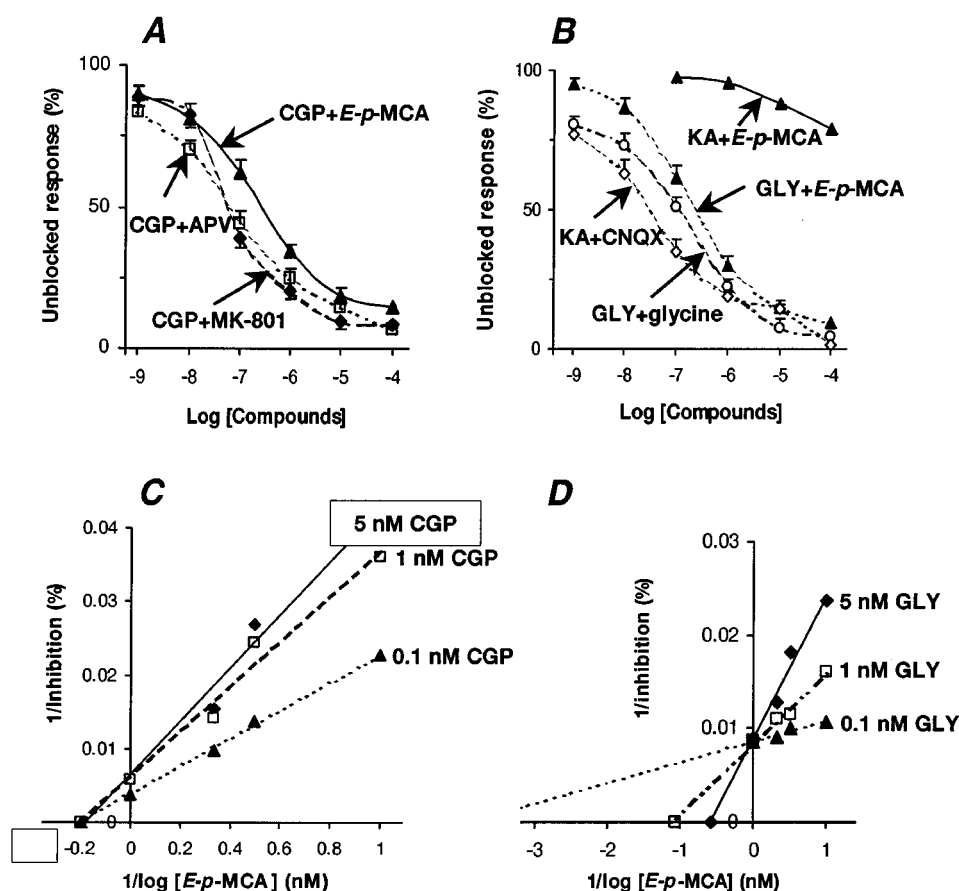 A
100
50
0
Unblocked response (%)
CGP+E-p-MCA
CGP+APV
CGP+MK-801
-9 -8 -7 -6 -5 -4
Log [Compounds]
B
100
50
0
Unblocked response (%)
KA+E-p-MCA
GLY+E-p-MCA
KA+CNQX
GLY+glycine
-9 -8 -7 -6 -5 -4
Log [Compounds]
C
0.04
0.03
0.02
0.01
0
1/Inhibition (%)
5 nM CGP
1 nM CGP
0.1 nM CGP
-0.2 0 0.2 0.4 0.6 0.8 1
1/log [E-p-MCA] (nM)
D
0.03
0.02
0.01
0
1/inhibition (%)
5 nM GLY
1 nM GLY
0.1 nM GLY
-3 -2 -1 0 1
1/log [E-p-MCA] (nM)